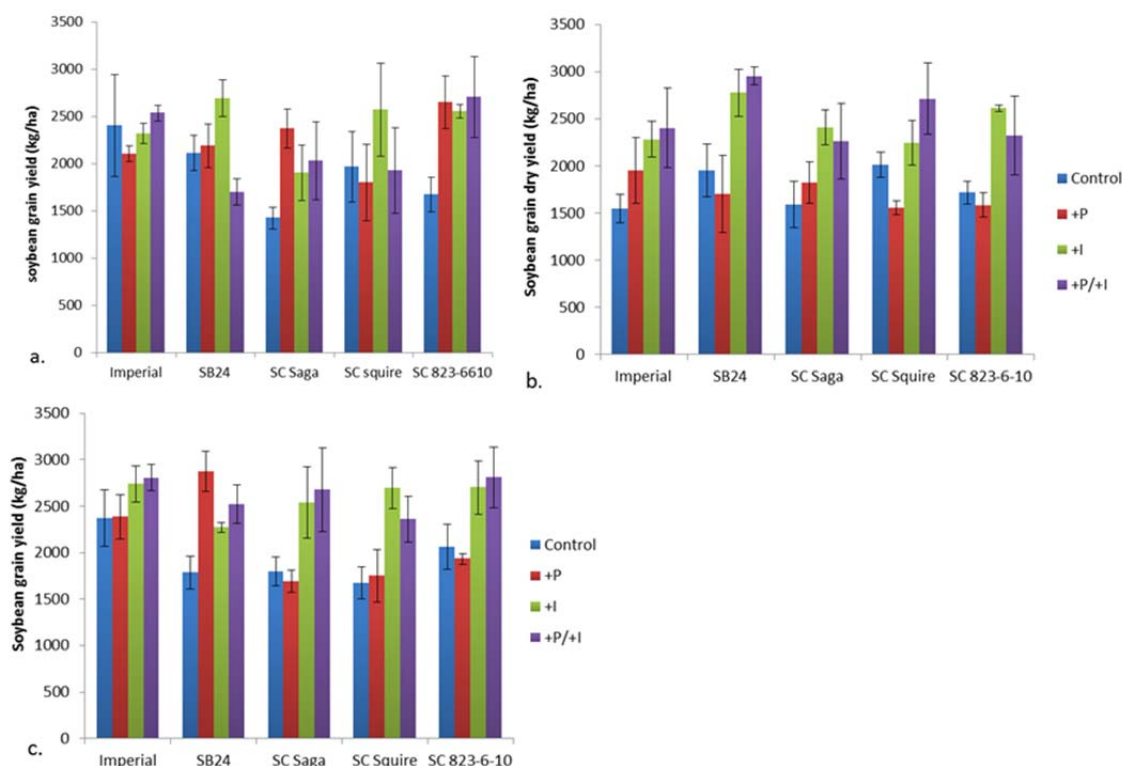 soybean grain yield (kg/ha)
3500
3000
2500
2000
1500
1000
500
0
Imperial SB24 SC Saga SC squire SC 823-6610
a.
Soybean grain dry yield (kg/ha)
3500
3000
2500
2000
1500
1000
500
0
Imperial SB24 SC Saga SC Squire SC 823-6-10
b.
Control
+P
+I
+P/+I
Soybean grain yield (kg/ha)
3500
3000
2500
2000
1500
1000
500
0
Imperial SB24 SC Saga SC Squire SC 823-6-10
c.
Control
+P
+I
+P/+I